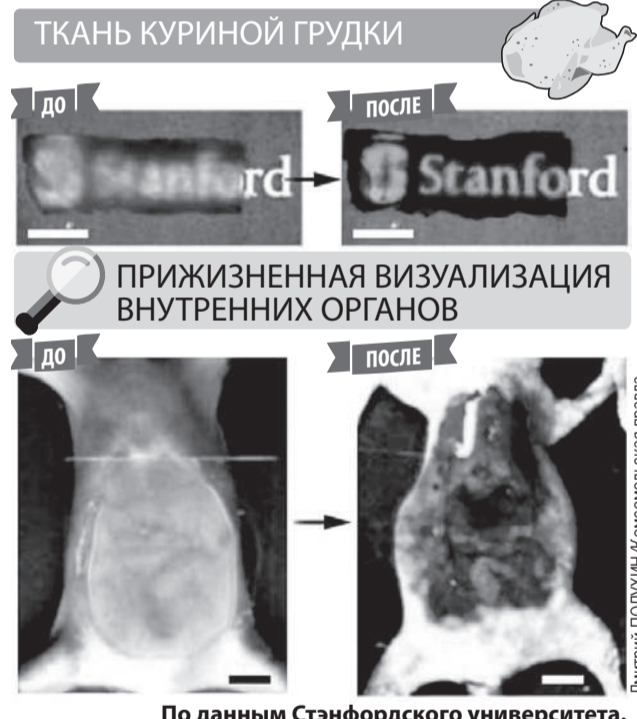 ТКАНЬ КУРИНОЙ ГРУДКИ
ДО
ПОСЛЕ
Stanford
Stanford
ПРИЖИЗНЕННАЯ ВИЗУАЛИЗАЦИЯ
ВНУТРЕННИХ ОРГАНОВ
ДО
ПОСЛЕ
Дмитрий ПОЛУХИН/Комсомольская правда
По данным Стэнфордского университета.